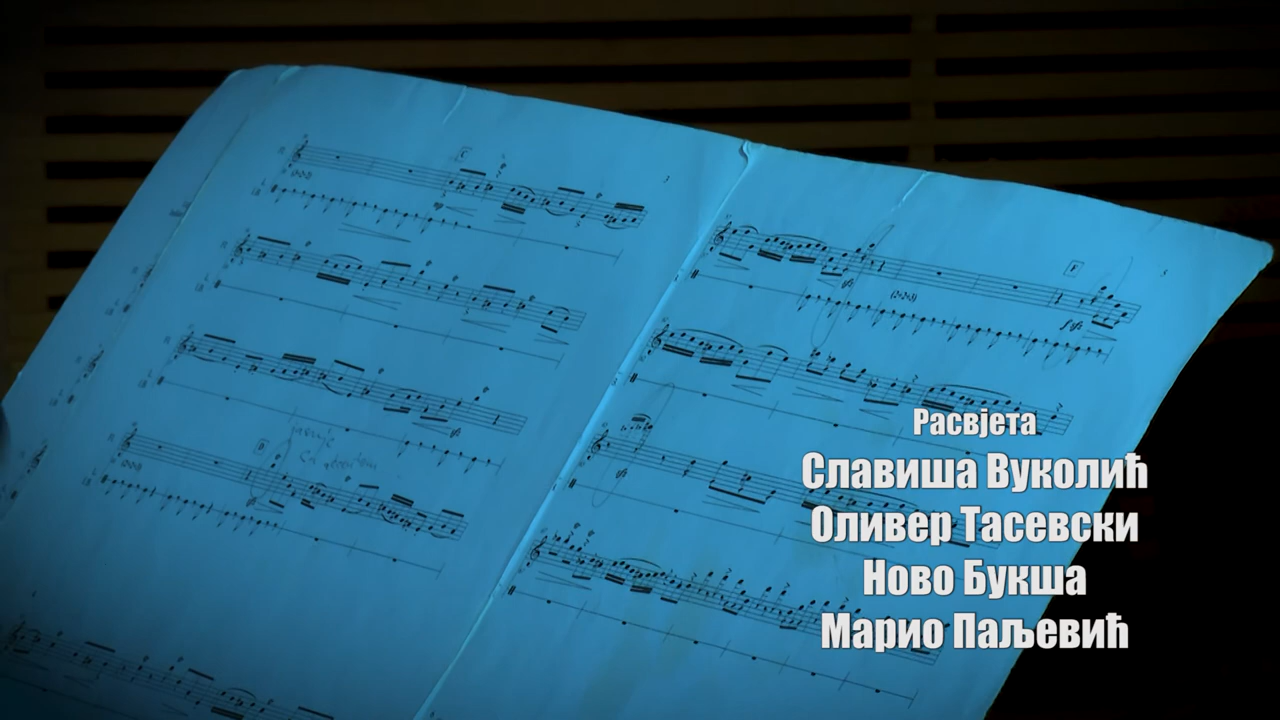 Расвјета
Славиша Вуколић
Оливер Тасевски
Ново Букша
Марио Паљевић